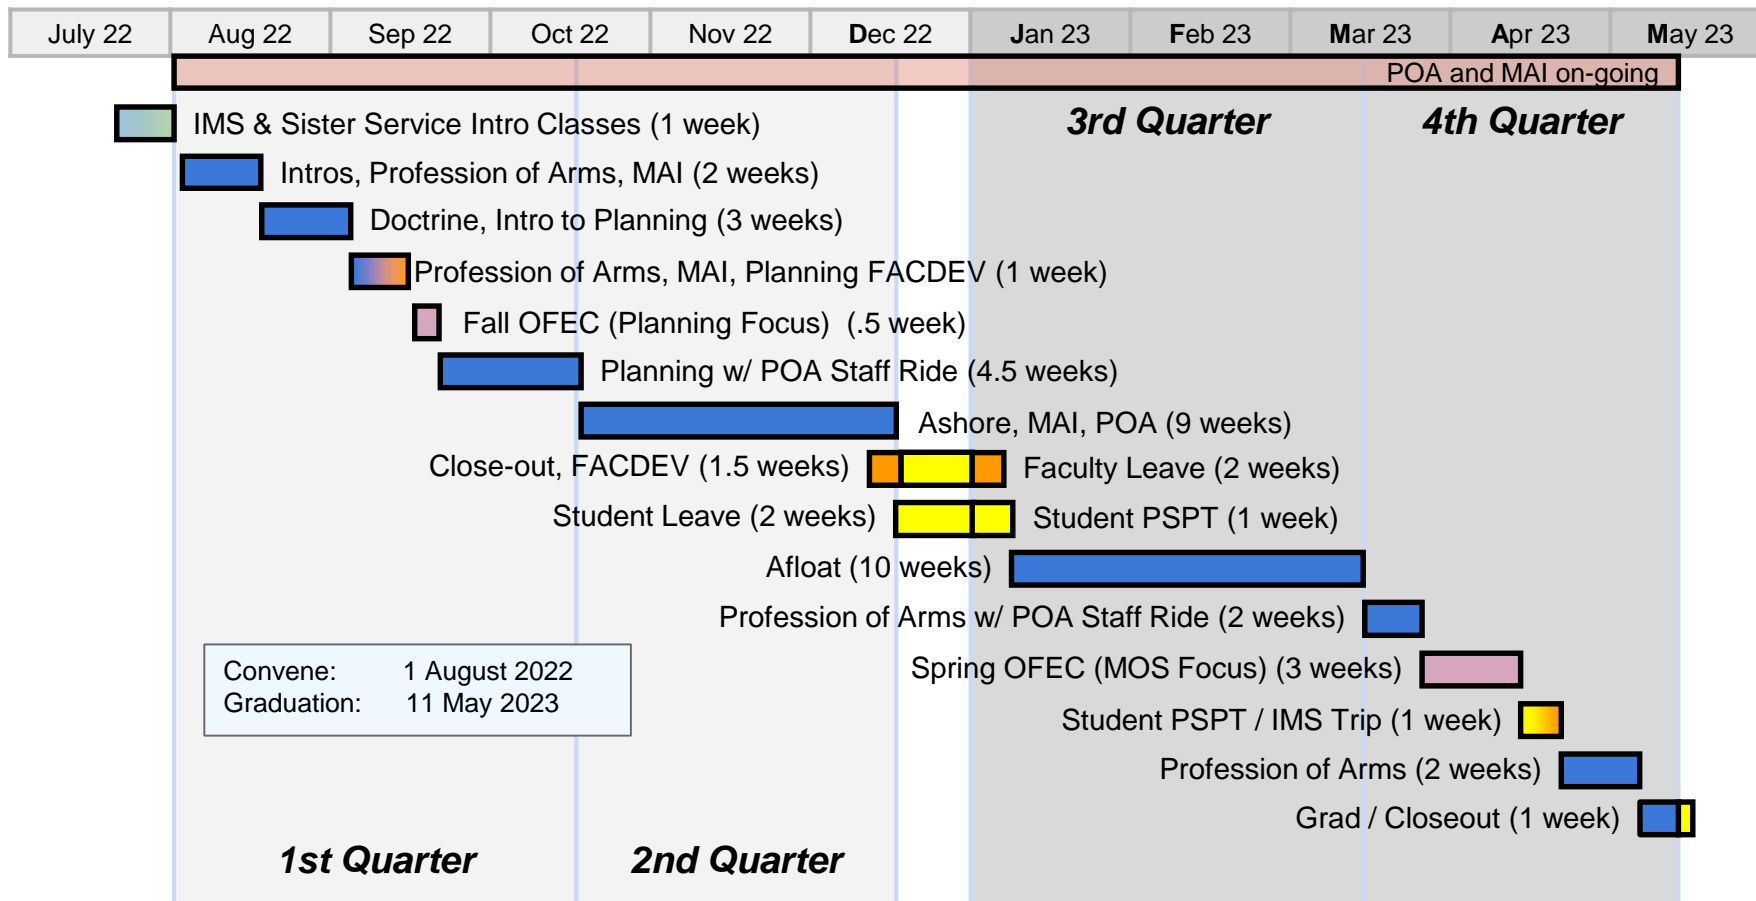 July 22 Aug 22 Sep 22 Oct 22 Nov 22 Dec 22 Jan 23 Feb 23 Mar 23 Apr 23 May 23
POA and MAI on-going
IMS & Sister Service Intro Classes (1 week)
3rd Quarter 4th Quarter
Intros, Profession of Arms, MAI (2 weeks)
Doctrine, Intro to Planning (3 weeks)
Profession of Arms, MAI, Planning FACDEV (1 week)
Fall OFEC (Planning Focus) (.5 week)
Planning w/ POA Staff Ride (4.5 weeks)
Ashore, MAI, POA (9 weeks)
Close-out, FACDEV (1.5 weeks) Faculty Leave (2 weeks)
Student Leave (2 weeks) Student PSPT (1 week)
Afloat (10 weeks)
Profession of Arms w/ POA Staff Ride (2 weeks)
Spring OFEC (MOS Focus) (3 weeks)
Convene: 1 August 2022
Graduation: 11 May 2023
Student PSPT / IMS Trip (1 week)
Profession of Arms (2 weeks)
Grad / Closeout (1 week)
1st Quarter 2nd Quarter